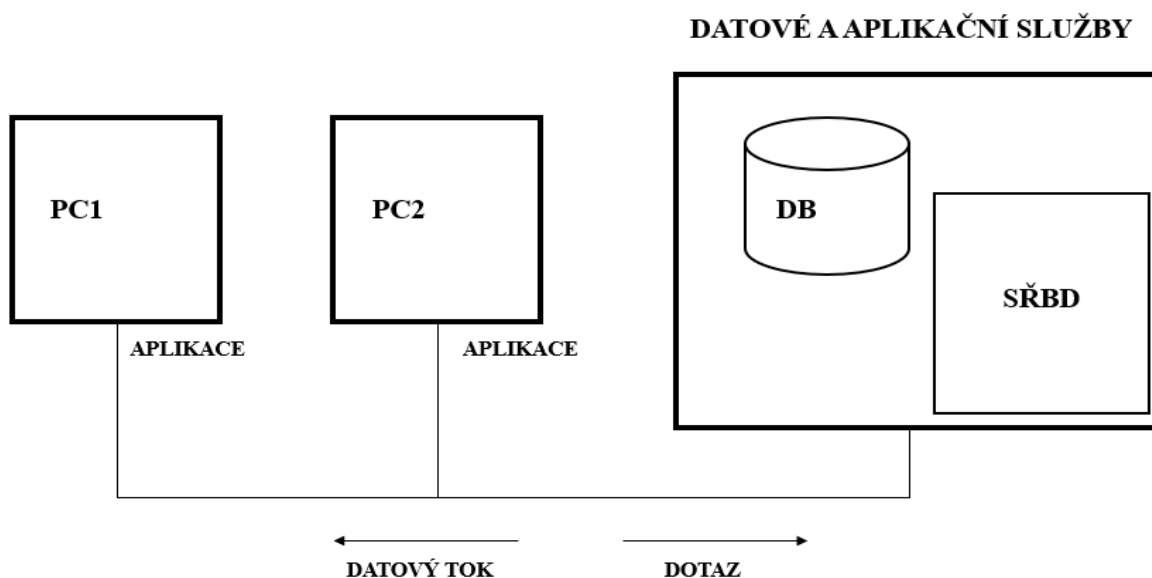 DATOVÉ A APLIKAČNÍ SLUŽBY
PC1
PC2
DB
SŘBD
APLIKACE
APLIKACE
DATOVÝ TOK
DOTAZ